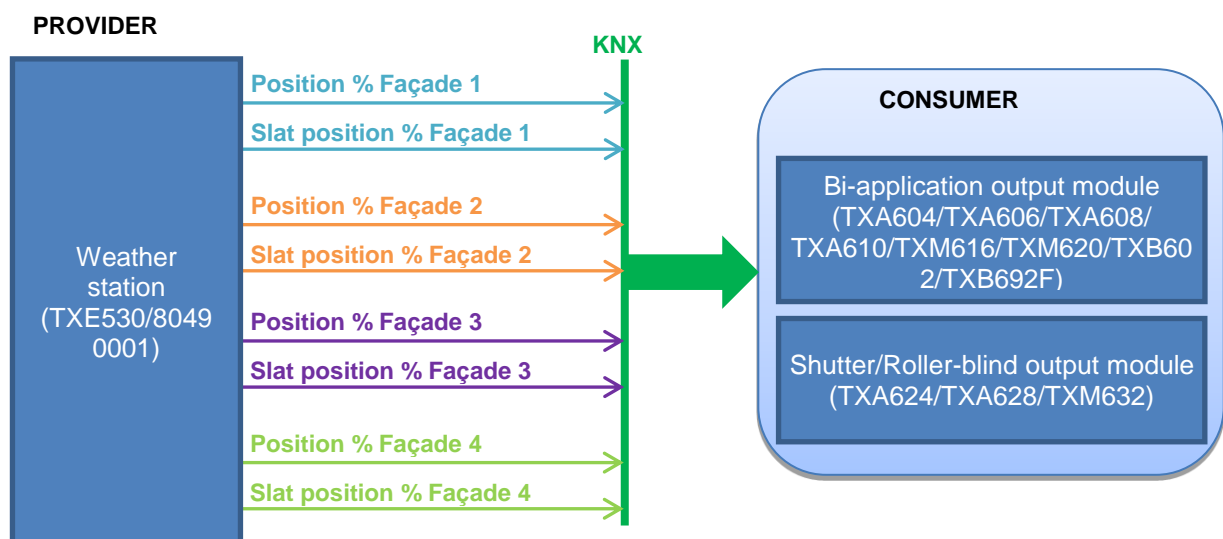 PROVIDER
KNX
Weather
station
(TXE530/8049
0001)
Position % Façade 1
Slat position % Façade 1
Position % Façade 2
Slat position % Façade 2
Position % Façade 3
Slat position % Façade 3
Position % Façade 4
Slat position % Façade 4
CONSUMER
Bi-application output module
(TXA604/TXA606/TXA608/
TXA610/TXM616/TXM620/TXB60
2/TXB692F)
Shutter/Roller-blind output module
(TXA624/TXA628/TXM632)